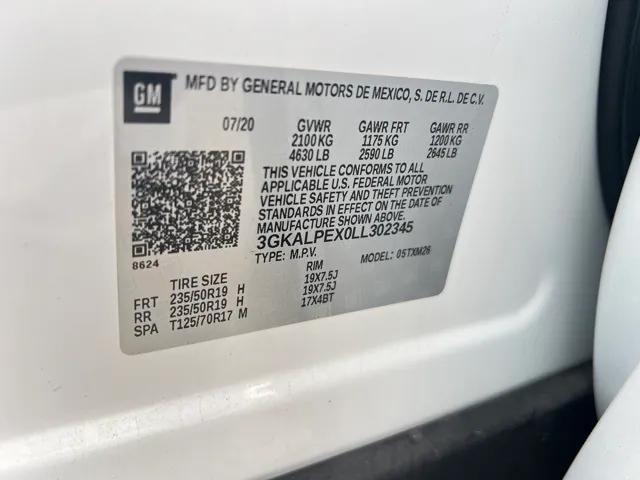 GM
MFD BY GENERAL MOTORS DE MEXICO, S. DE R.L. DE C.V.
07/20 GVWR GAWR FRT GAWR RR
2100 KG 1175 KG 1200 KG
4630 LB 2590 LB 2645 LB
THIS VEHICLE CONFORMS TO ALL
APPLICABLE U.S. FEDERAL MOTOR
VEHICLE SAFETY AND THEFT PREVENTION
STANDARDS IN EFFECT ON THE DATE OF
MANUFACTURE SHOWN ABOVE.
3GKALPEX0LL302345
TYPE: M.P.V. MODEL: 05TXM26
8624
TIRE SIZE RIM
FRT 235/50R19 H 19X7.5J
RR 235/50R19 H 19X7.5J
SPA T125/70R17 M 17X4BT